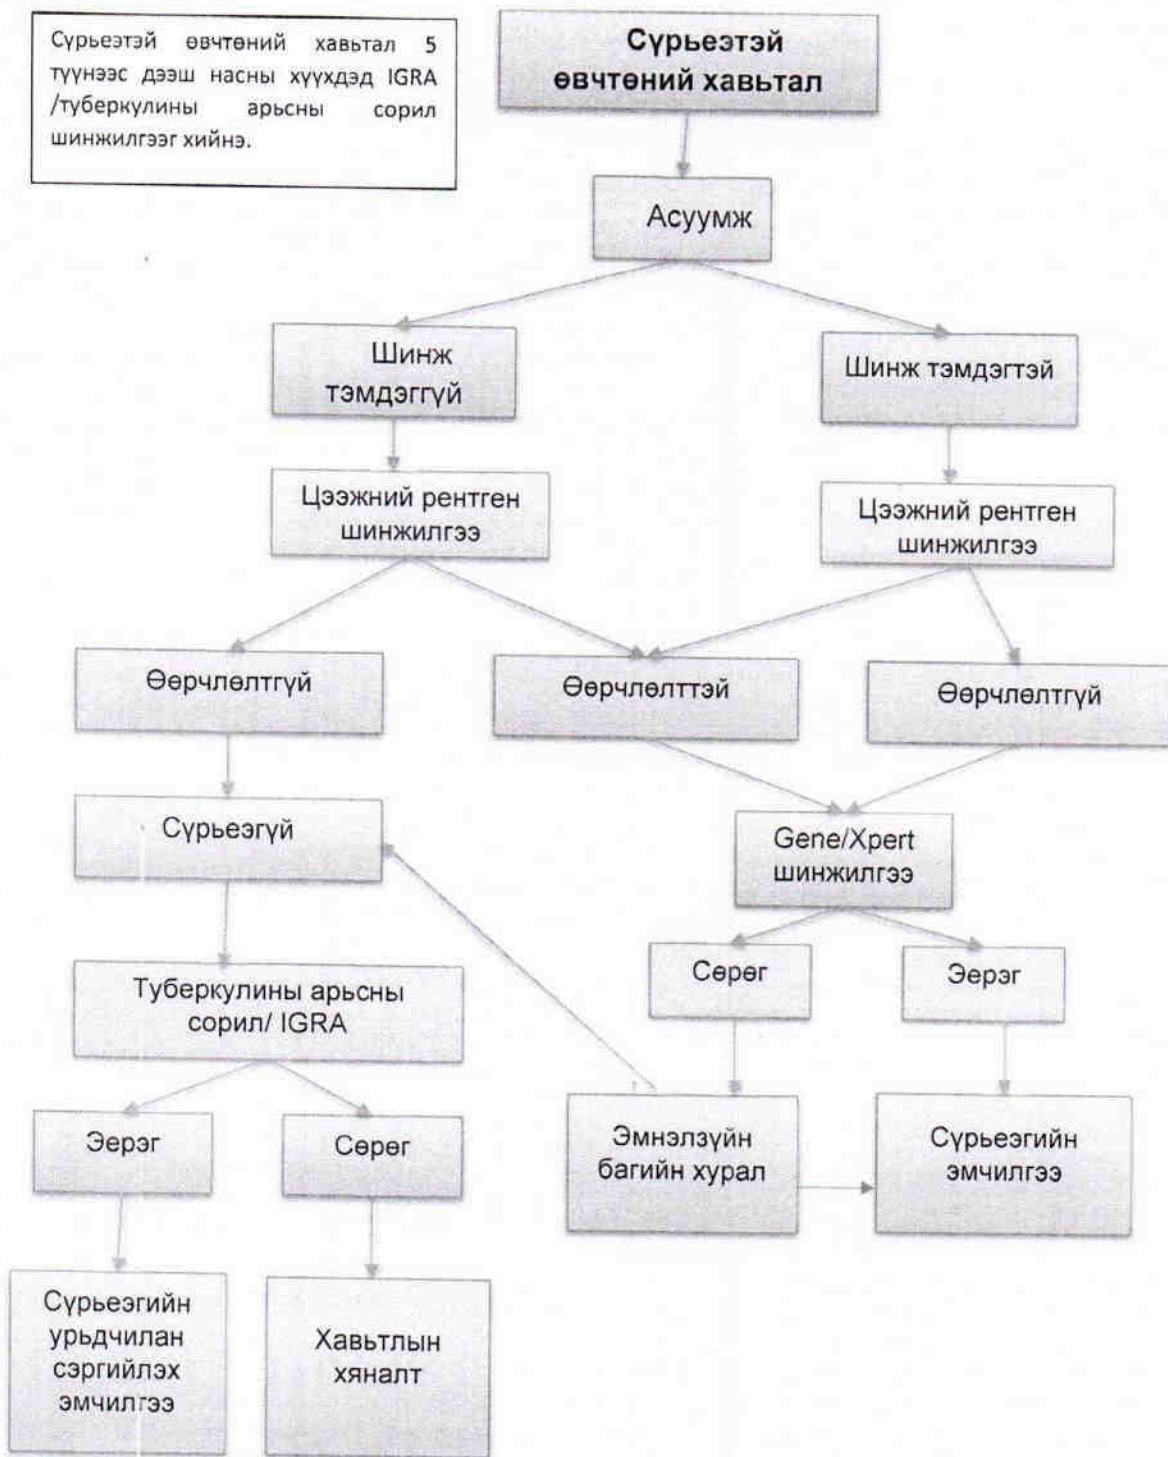 Сүрьеэтэй өвчтөний хавьтал 5
түүнээс дээш насны хүүхдэд IGRA
/туберкулины арьсны сорил
шинжилгээг хийнэ.
Сүрьеэтэй
өвчтөний хавьтал
Асуумж
Шинж
тэмдэггүй
Шинж тэмдэгтэй
Цээжний рентген
шинжилгээ
Цээжний рентген
шинжилгээ
Өөрчлөлтгүй
Өөрчлөлттэй
Өөрчлөлтгүй
Сүрьеэгүй
Gene/Xpert
шинжилгээ
Сөрөг
Эерэг
Туберкулины арьсны
сорил/ IGRA
Эерэг
Сөрөг
Эмнэлзүйн
багийн хурал
Сүрьеэгийн
эмчилгээ
Сүрьеэгийн
урьдчилан
сэргийлэх
эмчилгээ
Хавьтлын
хяналт